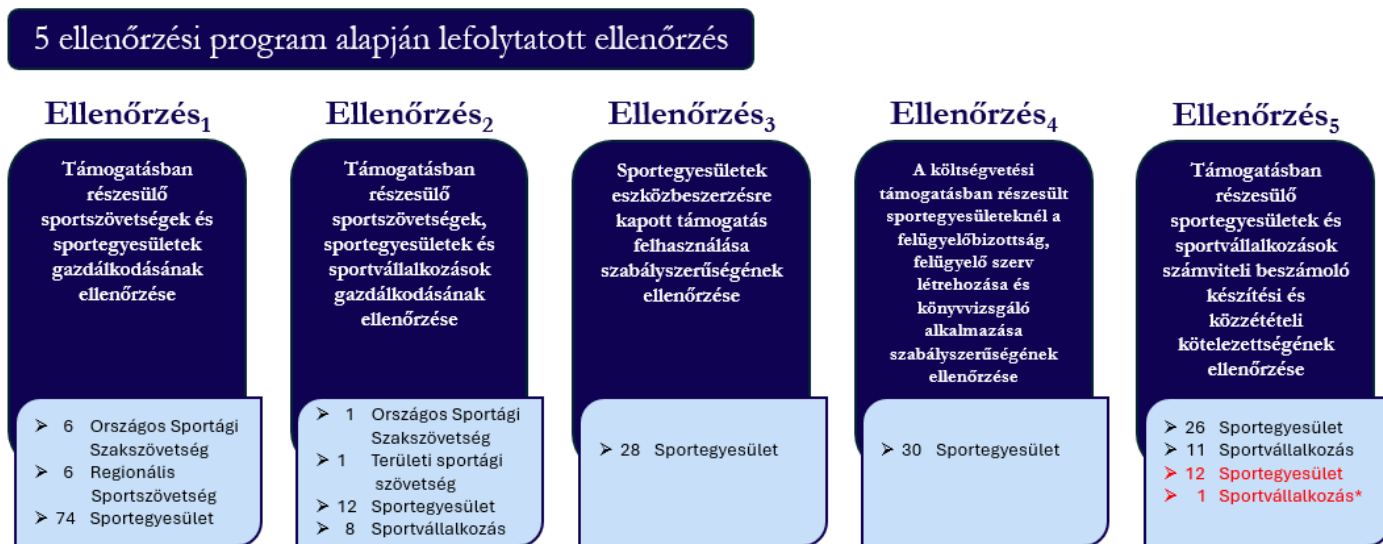 5 ellenőrzési program alapján lefolytatott ellenőrzés
Ellenőrzés₁
Támogatásban
részesülő
sportszövetségek és
sportegyesületek
gazdálkodásának
ellenőrzése
➢ 6 Országos Sportági
Szakszövetség
➢ 6 Regionális
Sportszövetség
➢ 74 Sportegyesület
Ellenőrzés₂
Támogatásban
részesülő
sportszövetségek,
sportegyesületek és
sportvállalkozások
gazdálkodásának
ellenőrzése
➢ 1 Országos Sportági
Szakszövetség
➢ 1 Területi sportági
szövetség
➢ 12 Sportegyesület
➢ 8 Sportvállalkozás
Ellenőrzés₃
Sportegyesületek
eszközbeszerzésre
kapott támogatás
felhasználása
szabályszerűségének
ellenőrzése
➢ 28 Sportegyesület
Ellenőrzés₄
A költségvetési
támogatásban részesült
sportegyesületeknél a
felügyelőbizottság,
felügyelő szerv
létrehozása és
könyvvizsgáló
alkalmazása
szabályszerűségének
ellenőrzése
➢ 30 Sportegyesület
Ellenőrzés₅
Támogatásban
részesülő
sportegyesületek és
sportvállalkozások
számviteli beszámoló
készítési és
közzétételi
kötelezettségének
ellenőrzése
➢ 26 Sportegyesület
➢ 11 Sportvállalkozás
➢ 12 Sportegyesület
➢ 1 Sportvállalkozás*